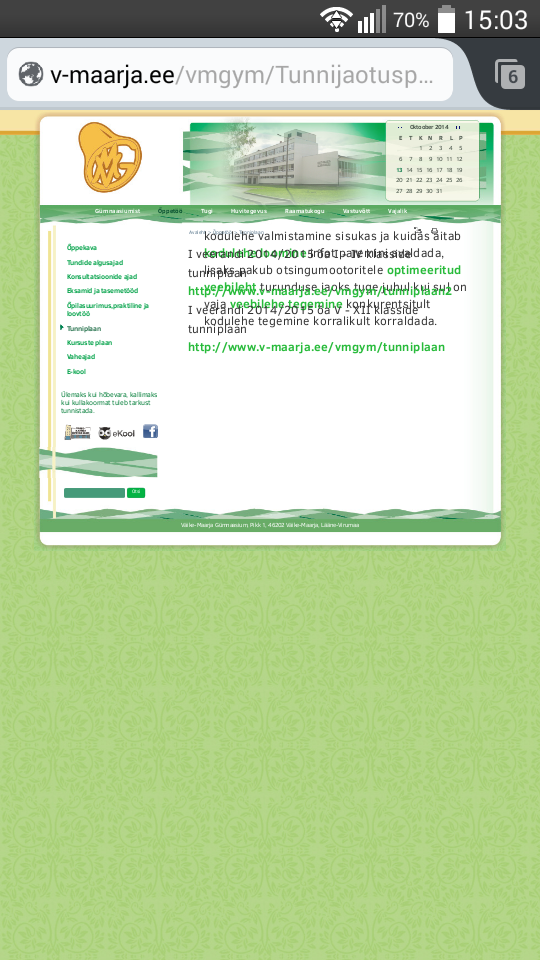 70% 15:03
v-maarja.ee/vmgym/Tunnijaotusp...
6
Oktoober 2014
E T K N R L P
1 2 3 4 5
6 7 8 9 10 11 12
13 14 15 16 17 18 19
20 21 22 23 24 25 26
27 28 29 30 31
Gümnaasiumist Õppetöö Tugi Huvitegevus Raamatukogu Vastuvõtt Vajalik
Õppekava
Tundide algusajad
Konsultatsioonide ajad
Eksamid ja tasemetööd
Õpilasuurimus,praktiline ja
loovtöö
Tunniplaan
Kursuste plaan
Vaheajad
E-kool
kodulehe valmistamine sisukas ja kuidas aitab
I veerandi 2014/2015 õa I - IV klasside
lisaks pakub otsingumootoritele optimeeritud
tunniplaan
veebileht turunduse jaoks tuge juhul kui sul on
http://www.v-maarja.ee/vmgym/tunniplaan2
vaja veebilehe tegemine konkurentsitult
I veerandi 2014/2015 õa V - XII klasside
kodulehe tegemine korralikult korraldada.
tunniplaan
http://www.v-maarja.ee/vmgym/tunniplaan
Ülemaks kui hõbevara, kallimaks
kui kullakoormat tuleb tarkust
tunnistada.
eKool
f
Otsi
Väike-Maarja Gümnaasium, Pikk 1, 46202 Väike-Maarja, Lääne-Virumaa